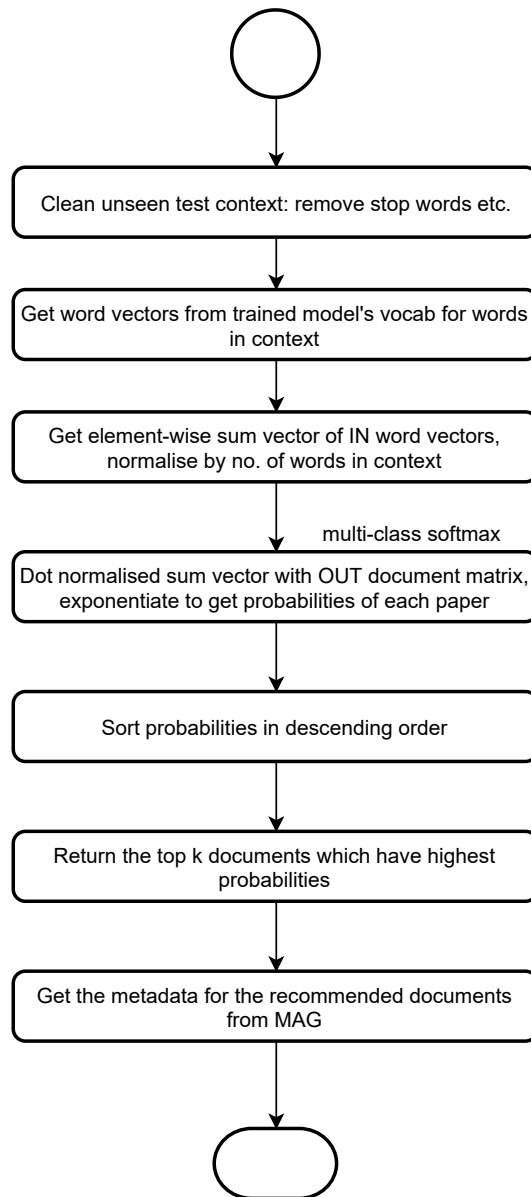 Clean unseen test context: remove stop words etc.
Get word vectors from trained model's vocab for words
in context
Get element-wise sum vector of IN word vectors,
normalise by no. of words in context
multi-class softmax
Dot normalised sum vector with OUT document matrix,
exponentiate to get probabilities of each paper
Sort probabilities in descending order
Return the top k documents which have highest
probabilities
Get the metadata for the recommended documents
from MAG